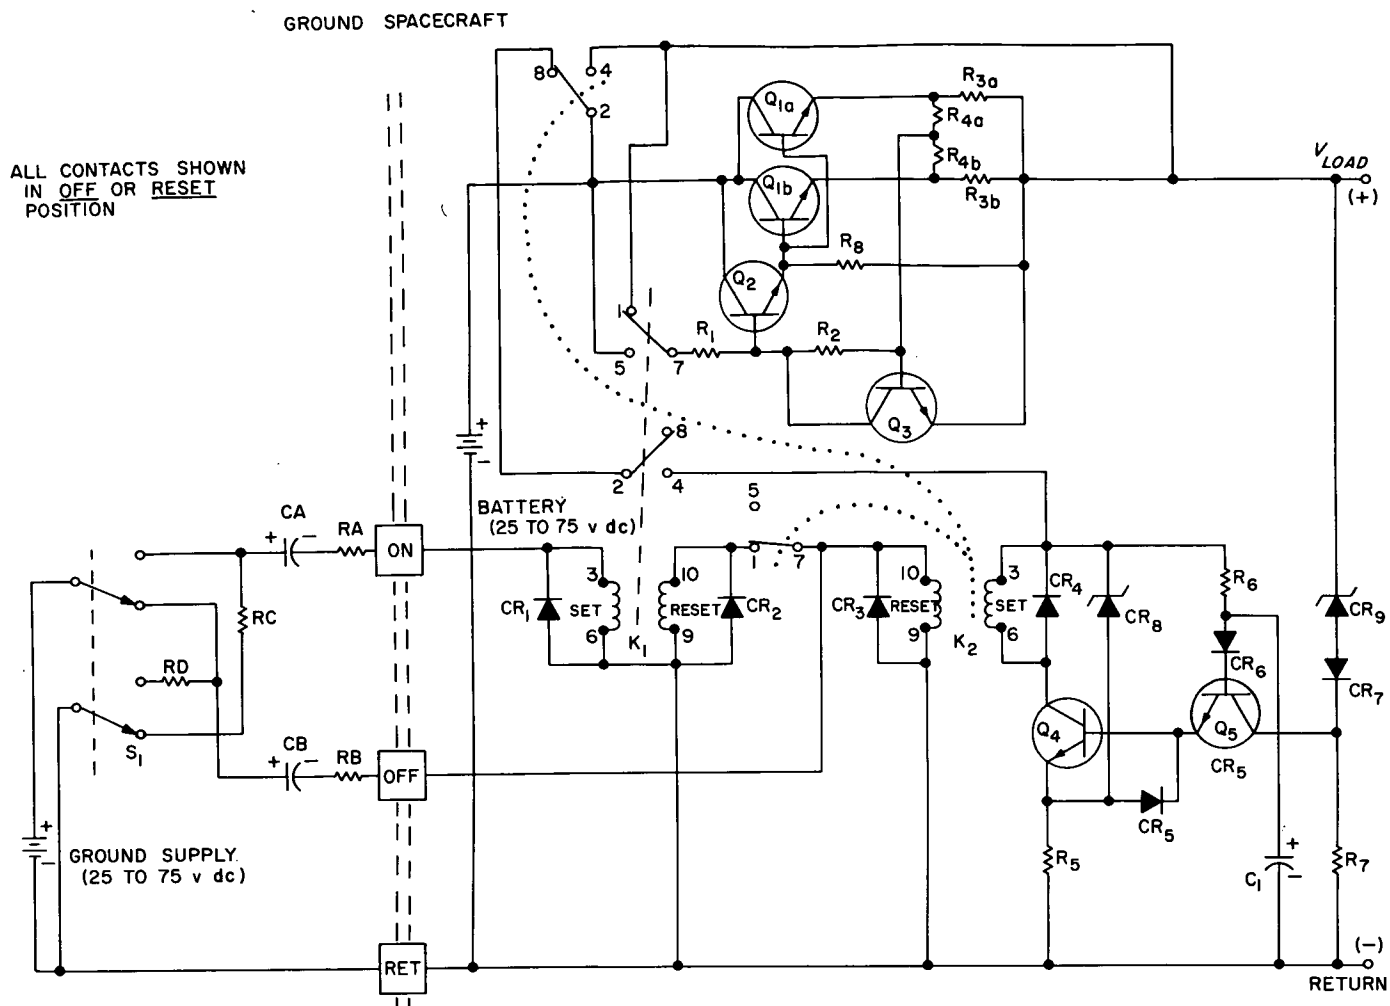 GROUND SPACECRAFT
ALL CONTACTS SHOWN
IN OFF OR RESET
POSITION
8
4
2
Q1a
R3a
R4a
R4b
Q1b
R3b
VLOAD
(+)
R8
Q2
1
5
7
R1
R2
Q3
+
-
8
2
4
BATTERY
(25 TO 75 v dc)
5
CA
+ -
RA
ON
1
7
3
10
CR1
SET
RESET
CR2
6
9
K1
10
3
CR3
RESET
SET
CR4
9
6
K2
CR8
R6
CR9
CR6
CR7
RC
RD
S1
Q4
Q5
CR5
CB
+ -
RB
OFF
CR5
+
-
GROUND SUPPLY
(25 TO 75 v dc)
R5
+
C1
-
R7
RET
(-)
RETURN